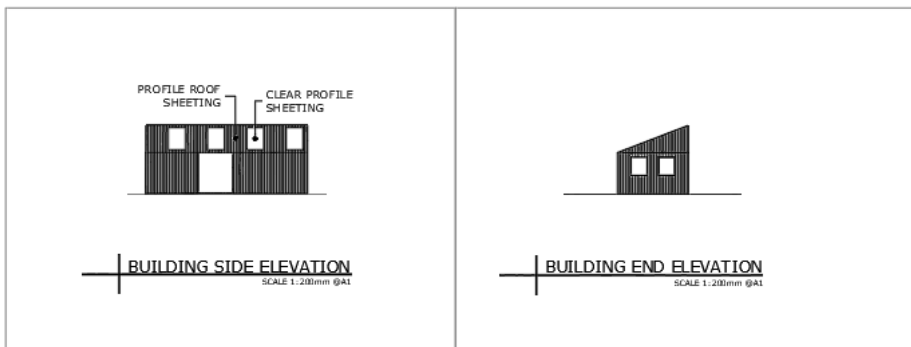 PROFILE ROOF
SHEETING
CLEAR PROFILE
SHEETING
BUILDING SIDE ELEVATION
SCALE 1:200mm @A1
BUILDING END ELEVATION
SCALE 1:200mm @A1